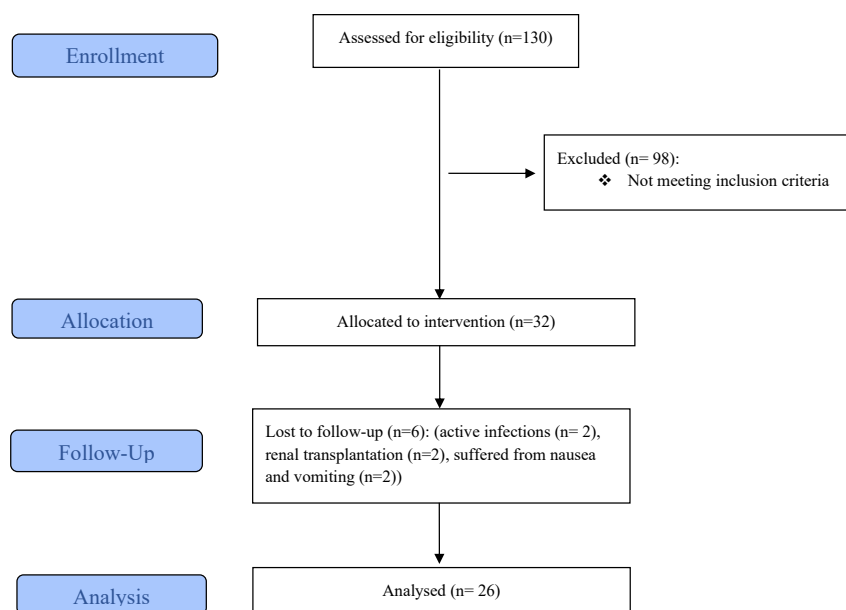 Enrollment
Assessed for eligibility (n=130)
Excluded (n= 98):
❖ Not meeting inclusion criteria
Allocation
Allocated to intervention (n=32)
Follow-Up
Lost to follow-up (n=6): (active infections (n= 2),
renal transplantation (n=2), suffered from nausea
and vomiting (n=2))
Analysis
Analysed (n= 26)